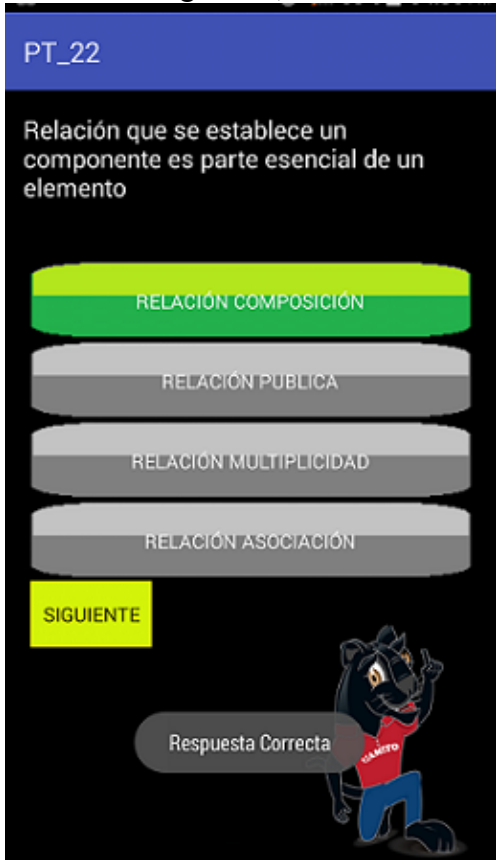 PT_22
Relación que se establece un
componente es parte esencial de un
elemento
RELACIÓN COMPOSICIÓN
RELACIÓN PUBLICA
RELACIÓN MULTIPLICIDAD
RELACIÓN ASOCIACIÓN
SIGUIENTE
Respuesta Correcta